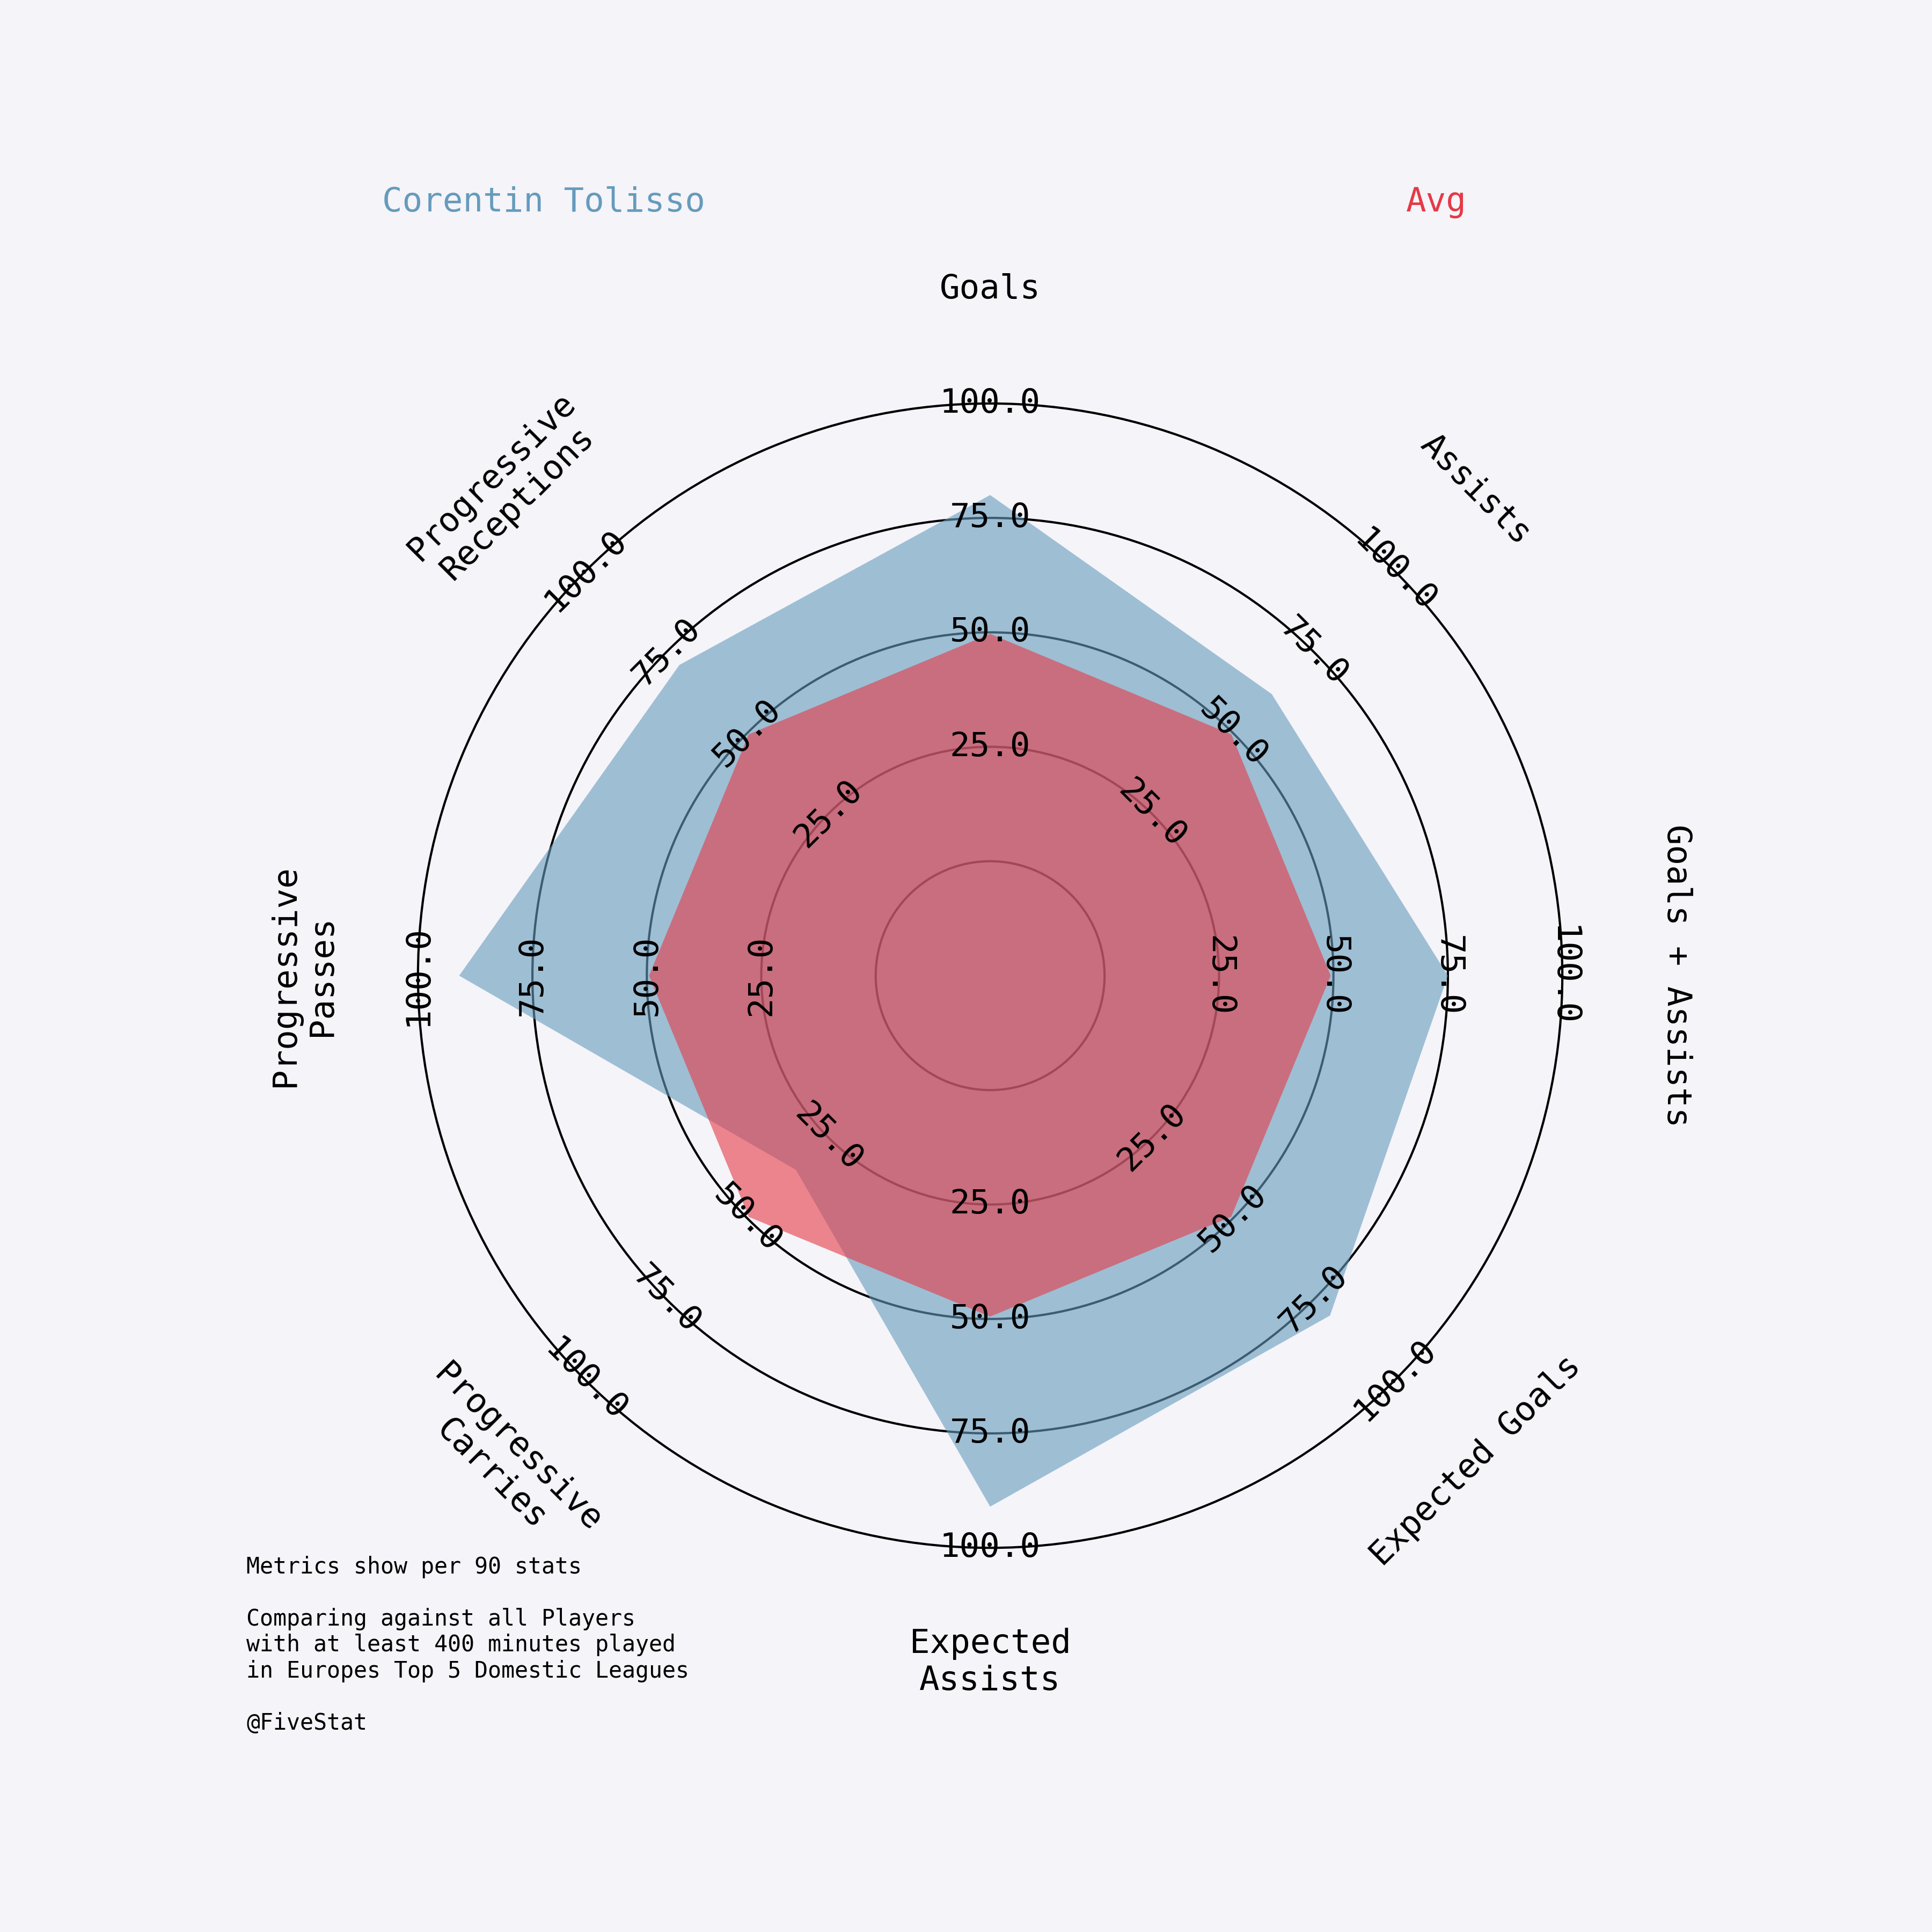 Corentin Tolisso
Avg
Goals
Assists
Goals + Assists
Expected Goals
Expected
Assists
Progressive
Carries
Progressive
Passes
Progressive
Receptions
25.0
50.0
75.0
100.0
25.0
50.0
75.0
100.0
25.0
50.0
75.0
100.0
25.0
50.0
75.0
100.0
25.0
50.0
75.0
100.0
25.0
50.0
75.0
100.0
25.0
50.0
75.0
100.0
25.0
50.0
75.0
100.0
Metrics show per 90 stats
Comparing against all Players
with at least 400 minutes played
in Europes Top 5 Domestic Leagues
@FiveStat